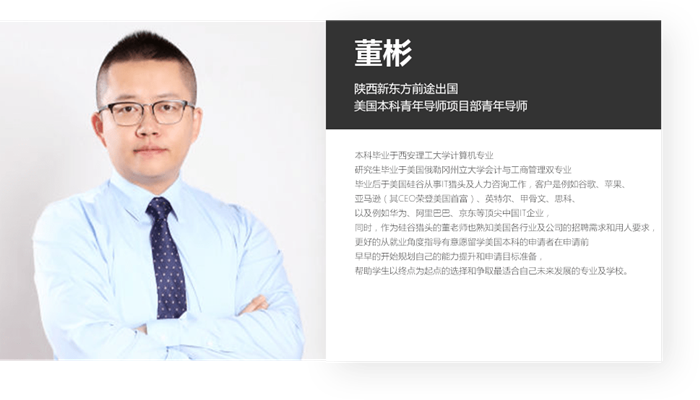 董彬
陕西新东方前途出国
美国本科青年导师项目部青年导师
本科毕业于西安理工大学计算机专业
研究生毕业于美国俄勒冈州立大学会计与工商管理双专业
毕业后于美国硅谷从事IT猎头及人力咨询工作，客户是例如谷歌、苹果、
亚马逊（其CEO荣登美国首富）、英特尔、甲骨文、思科、
以及例如华为、阿里巴巴、京东等顶尖中国IT企业，
同时，作为硅谷猎头的董老师也熟知美国各行业及公司的招聘需求和用人要求，
更好的从就业角度指导有意愿留学美国本科的申请者在申请前
早早的开始规划自己的能力提升和申请目标准备，
帮助学生以终点为起点的选择和争取最适合自己未来发展的专业及学校。